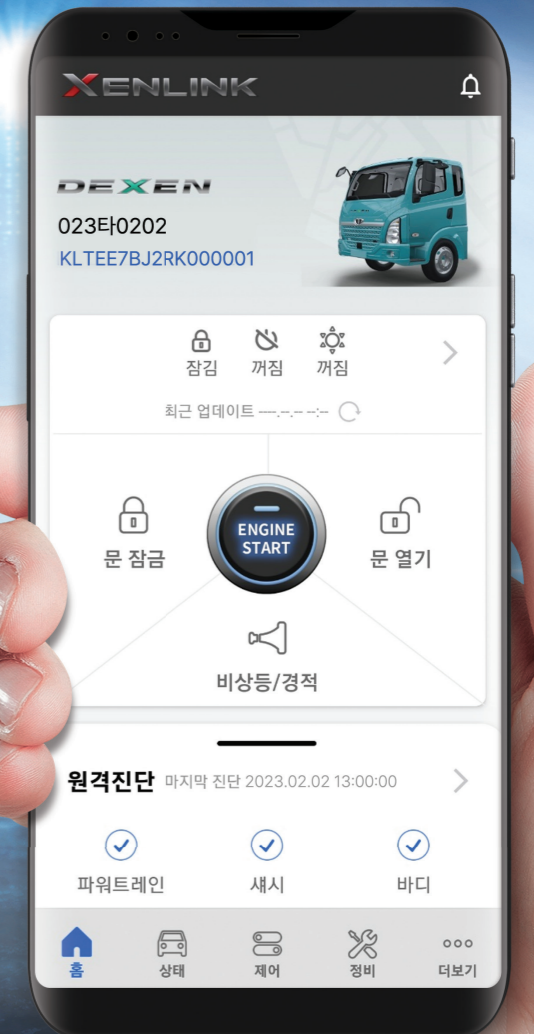 XENLINK
DEXEN
023타0202
KLTEE7BJ2RK000001
잠김 꺼짐 꺼짐
최근 업데이트 ----.--.-- --:--
문 잠금
ENGINE
START
문 열기
비상등/경적
원격진단 마지막 진단 2023.02.02 13:00:00
파워트레인 섀시 바디
홈 상태 제어 정비 더보기